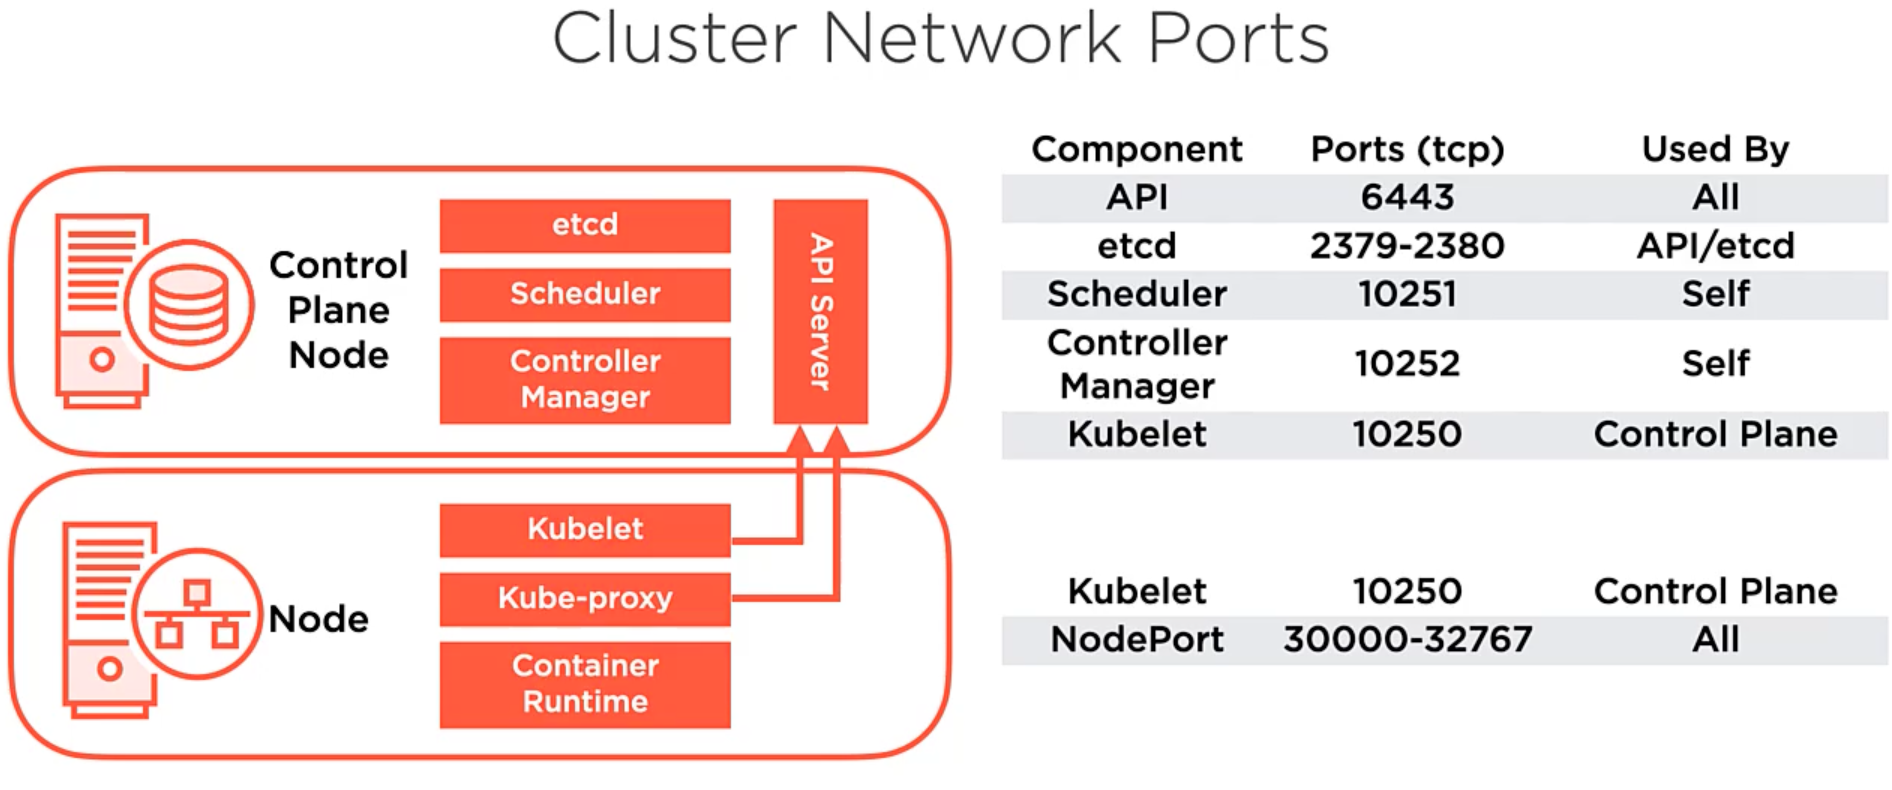 Cluster Network Ports
Control
Plane
Node
etcd
Scheduler
Controller
Manager
API Server
Node
Kubelet
Kube-proxy
Container
Runtime
Component Ports (tcp) Used By
API 6443 All
etcd 2379-2380 API/etcd
Scheduler 10251 Self
Controller
Manager 10252 Self
Kubelet 10250 Control Plane
Kubelet 10250 Control Plane
NodePort 30000-32767 All